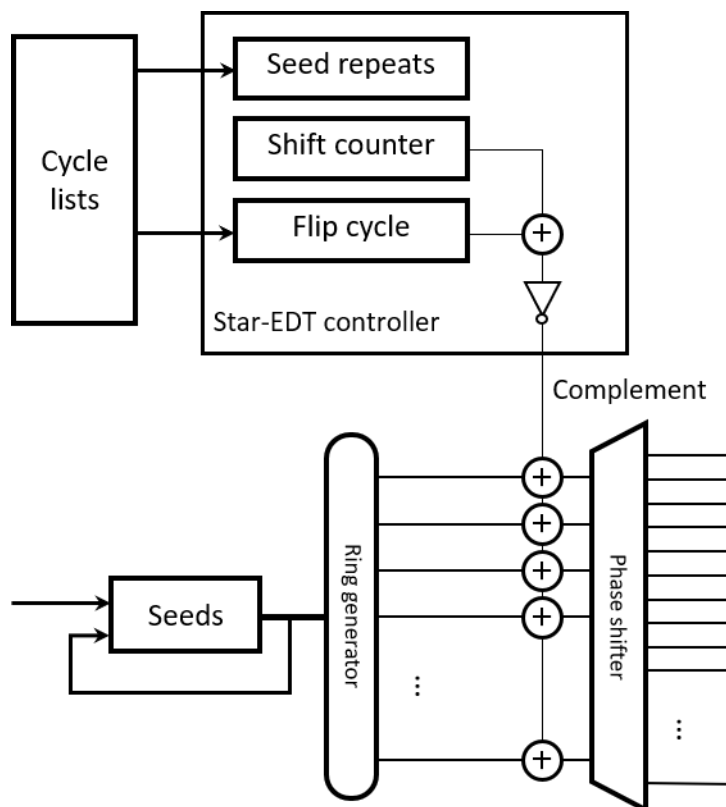 Seed repeats
Cycle
lists
Shift counter
Flip cycle
+
Star-EDT controller
Complement
+
+
+
+
+
Ring generator
Phase shifter
Seeds
...
...